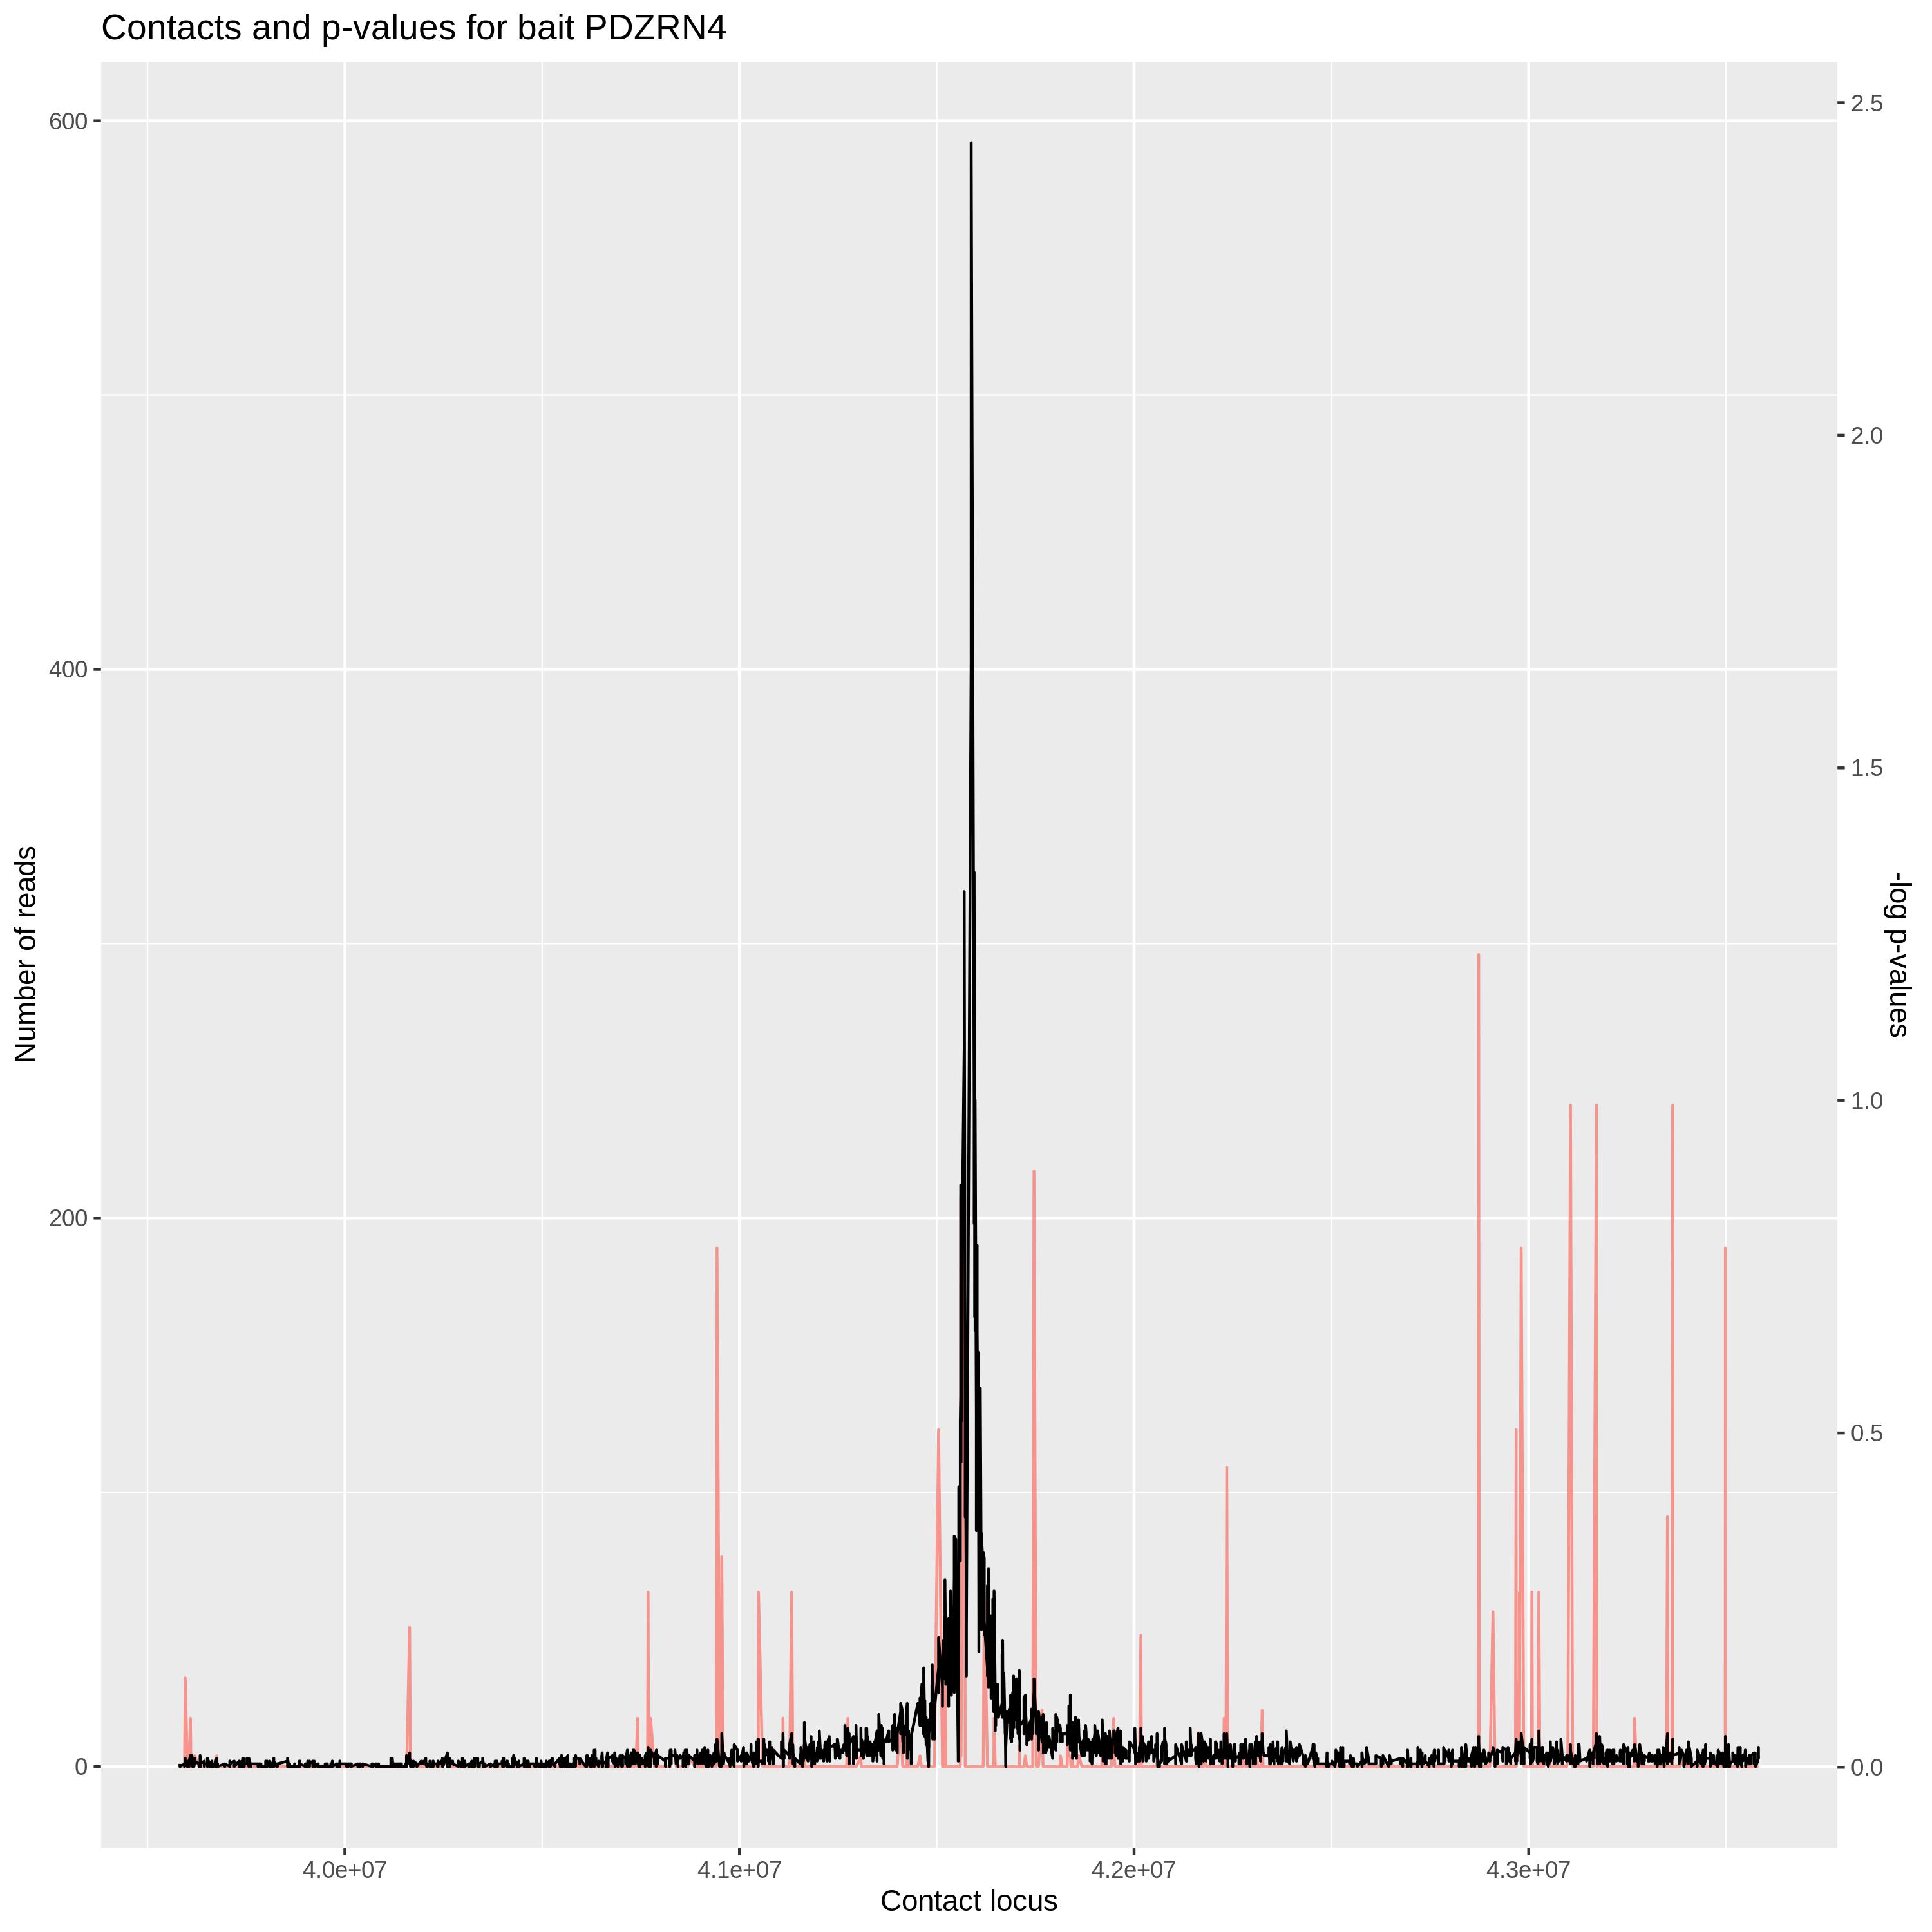 Contacts and p-values for bait PDZRN4
600
400
200
0
Number of reads
2.5
2.0
1.5
1.0
0.5
0.0
-log p-values
4.0e+07
4.1e+07
4.2e+07
4.3e+07
Contact locus